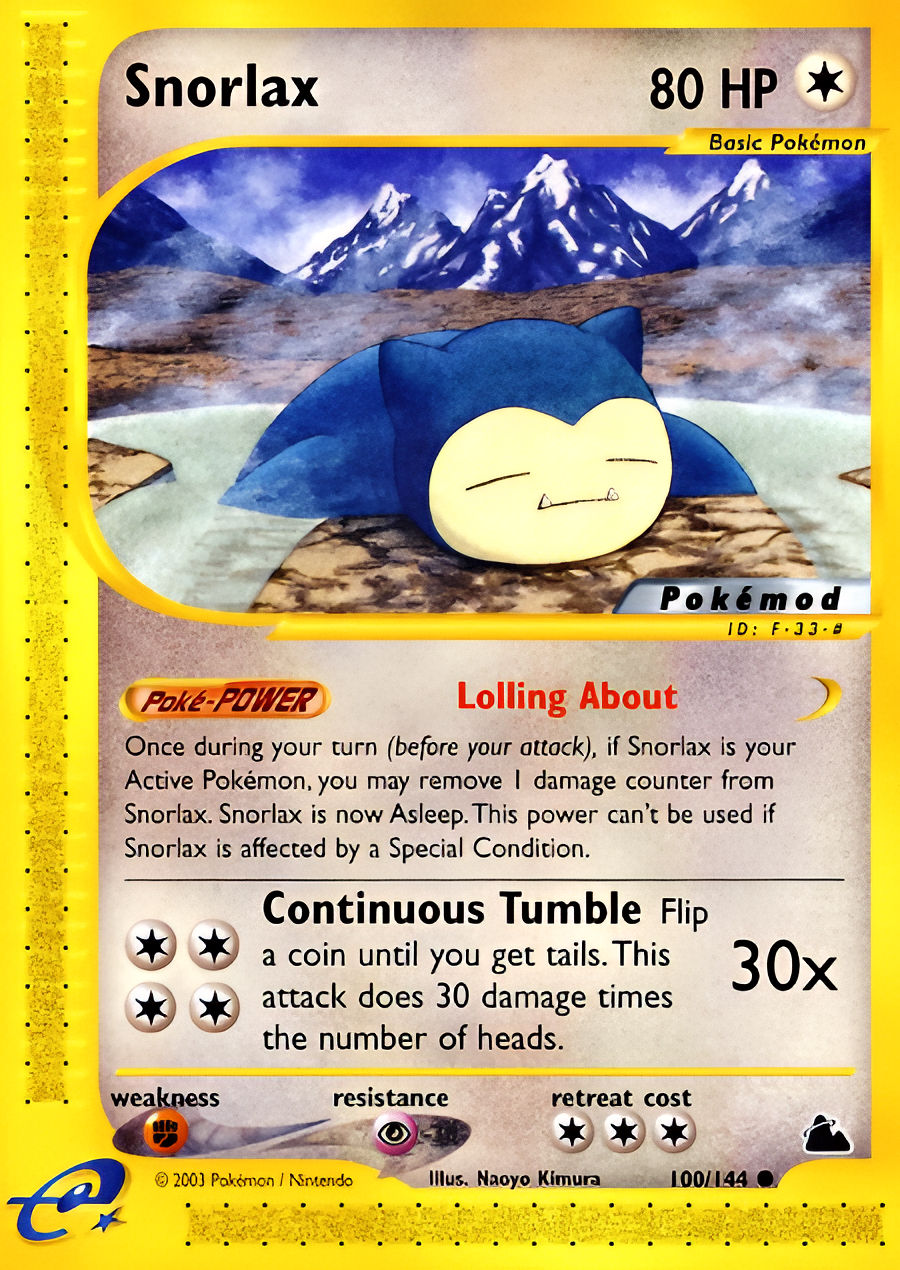 Snorlax 80 HP
Basic Pokémon
Pokémod
ID: F-33-B
Poké-POWER Lolling About
Once during your turn (before your attack), if Snorlax is your
Active Pokémon, you may remove 1 damage counter from
Snorlax. Snorlax is now Asleep. This power can't be used if
Snorlax is affected by a Special Condition.
Continuous Tumble Flip
a coin until you get tails. This
attack does 30 damage times
the number of heads.
30x
weakness resistance retreat cost
-30
© 2003 Pokémon / Nintendo Illus. Naoyo Kimura 100/144
e